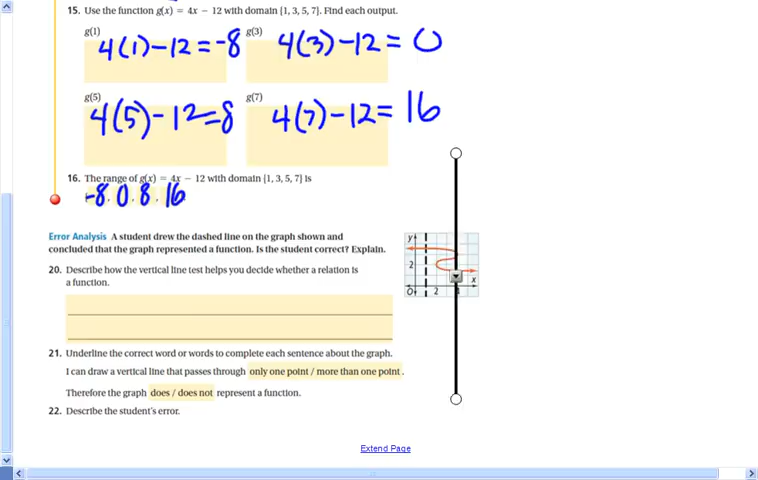 15. Use the function g(x) = 4x − 12 with domain {1, 3, 5, 7}. Find each output.
g(1) g(3)
4(1)−12=-8 4(3)−12=0
g(5) g(7)
4(5)−12=8 4(7)−12=16
16. The range of g(x) = 4x − 12 with domain {1, 3, 5, 7} is
-8, 0, 8, 16
Error Analysis A student drew the dashed line on the graph shown and
concluded that the graph represented a function. Is the student correct? Explain.
y
2
O 2 x
20. Describe how the vertical line test helps you decide whether a relation is
a function.
21. Underline the correct word or words to complete each sentence about the graph.
I can draw a vertical line that passes through only one point / more than one point .
Therefore the graph does / does not represent a function.
22. Describe the student's error.
Extend Page